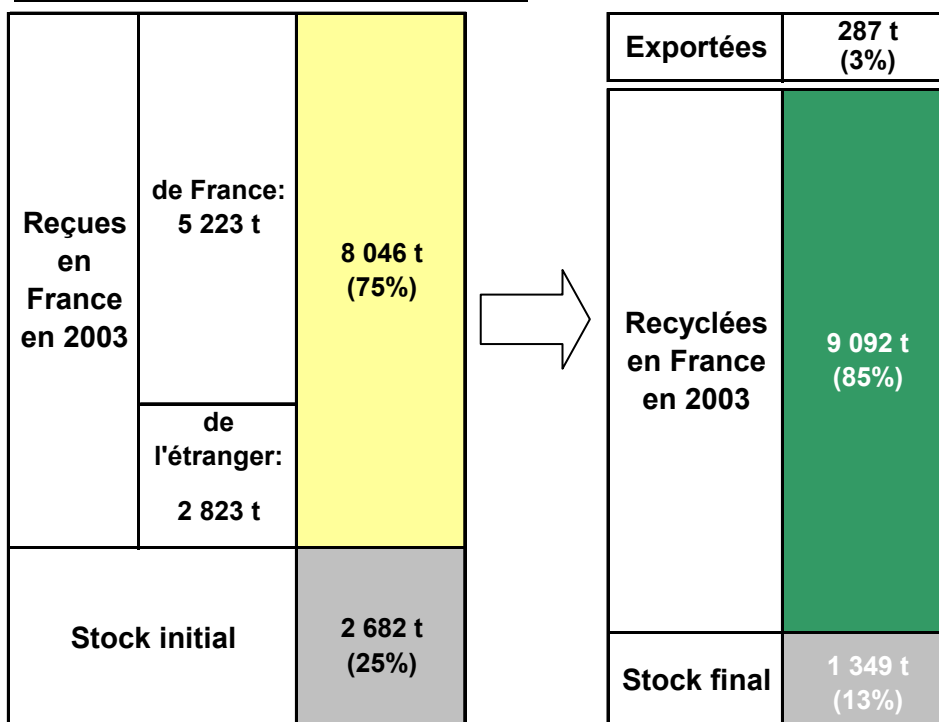 Reçues
en
France
en 2003
de France:
5 223 t
8 046 t
(75%)
de
l'étranger:
2 823 t
Stock initial
2 682 t
(25%)
Exportées
287 t
(3%)
Recyclées
en France
en 2003
9 092 t
(85%)
Stock final
1 349 t
(13%)